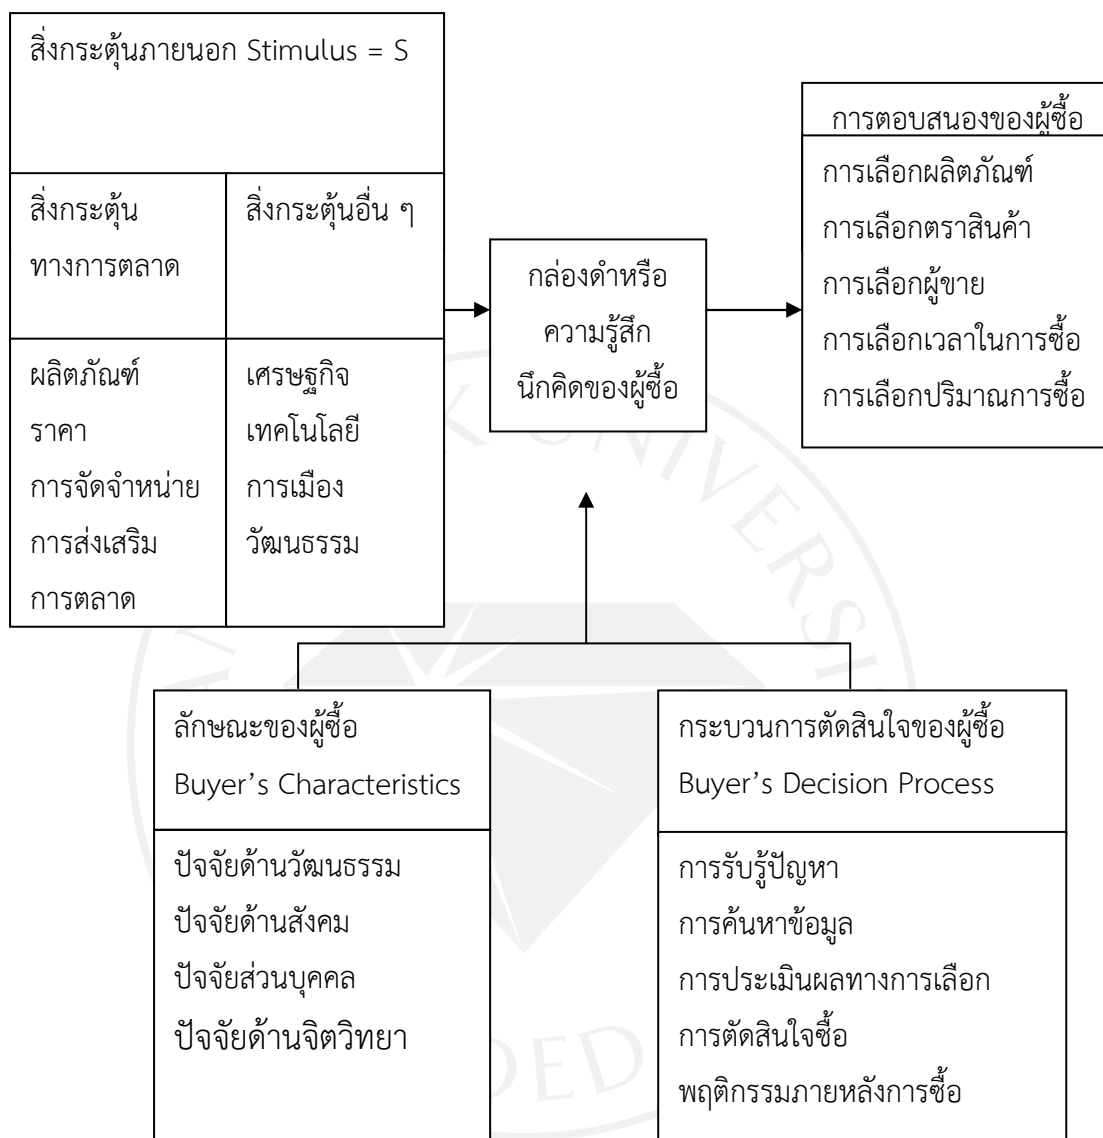 สิ่งกระตุ้นภายนอก Stimulus = S
สิ่งกระตุ้น
ทางการตลาด
สิ่งกระตุ้นอื่น ๆ
ผลิตภัณฑ์
ราคา
การจัดจำหน่าย
การส่งเสริม
การตลาด
เศรษฐกิจ
เทคโนโลยี
การเมือง
วัฒนธรรม
กล่องดำหรือ
ความรู้สึก
นึกคิดของผู้ซื้อ
การตอบสนองของผู้ซื้อ
การเลือกผลิตภัณฑ์
การเลือกตราสินค้า
การเลือกผู้ขาย
การเลือกเวลาในการซื้อ
การเลือกปริมาณการซื้อ
ลักษณะของผู้ซื้อ
Buyer’s Characteristics
ปัจจัยด้านวัฒนธรรม
ปัจจัยด้านสังคม
ปัจจัยส่วนบุคคล
ปัจจัยด้านจิตวิทยา
กระบวนการตัดสินใจของผู้ซื้อ
Buyer’s Decision Process
การรับรู้ปัญหา
การค้นหาข้อมูล
การประเมินผลทางการเลือก
การตัดสินใจซื้อ
พฤติกรรมภายหลังการซื้อ